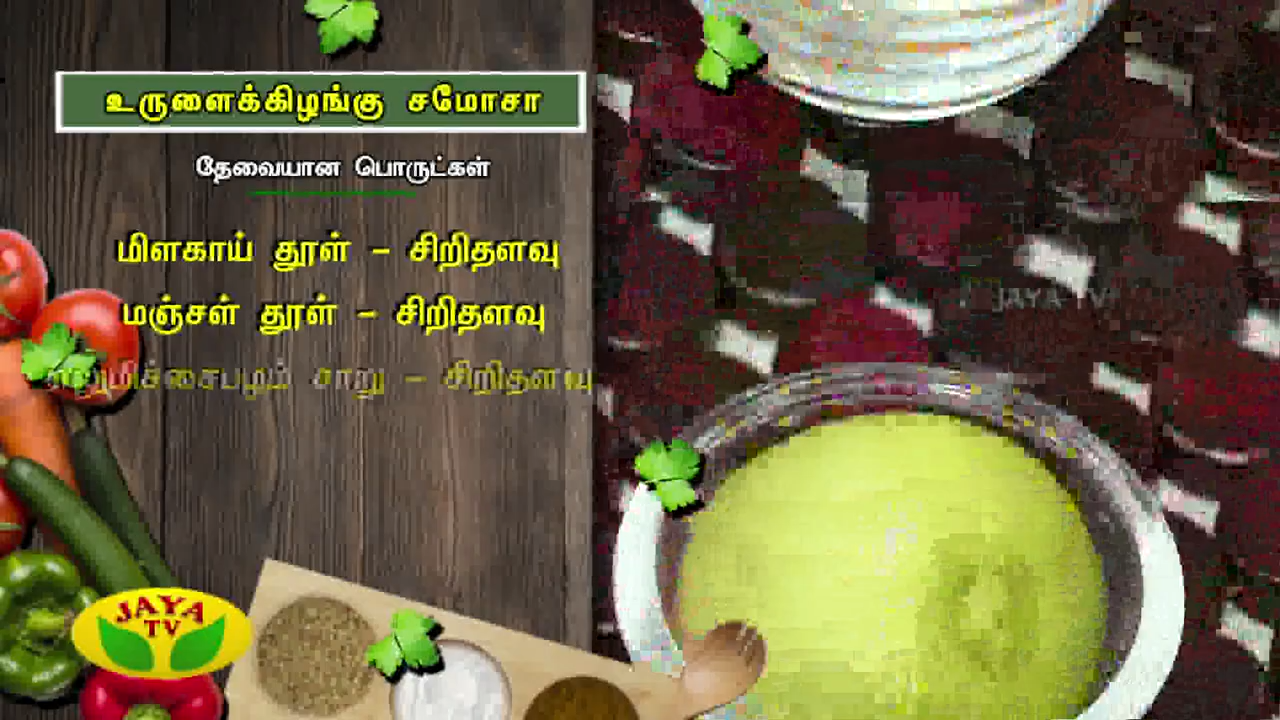 உருளைக்கிழங்கு சமோசா
தேவையான பொருட்கள்
மிளகாய் தூள் - சிறிதளவு
மஞ்சள் தூள் - சிறிதளவு
எலுமிச்சைபழம் சாறு - சிறிதளவு
JAYA TV
JAYA
TV